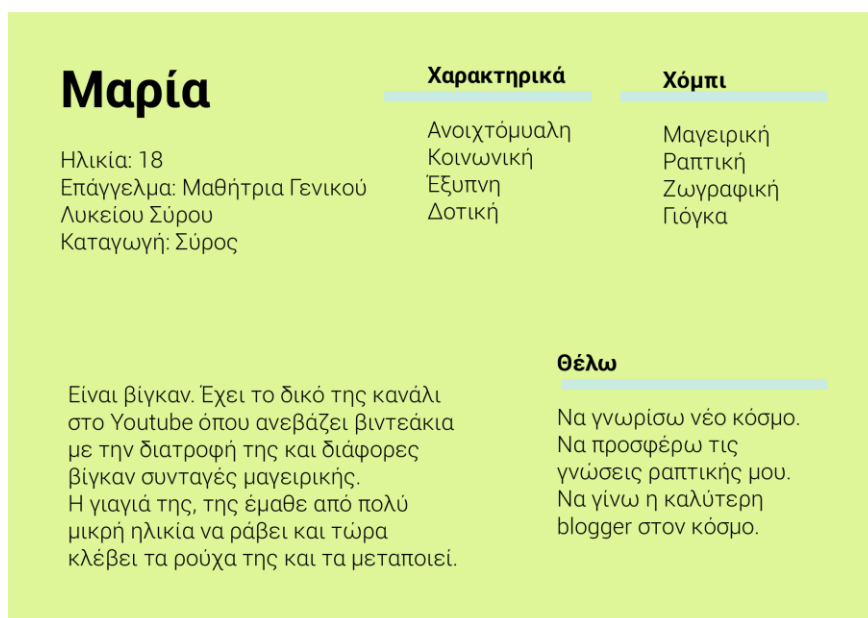 Μαρία
Ηλικία: 18
Επάγγελμα: Μαθήτρια Γενικού
Λυκείου Σύρου
Καταγωγή: Σύρος
Χαρακτηρικά
Ανοιχτόμυαλη
Κοινωνική
Έξυπνη
Δοτική
Χόμπι
Μαγειρική
Ραπτική
Ζωγραφική
Γιόγκα
Είναι βίγκαν. Έχει το δικό της κανάλι
στο Youtube όπου ανεβάζει βιντεάκια
με την διατροφή της και διάφορες
βίγκαν συνταγές μαγειρικής.
Η γιαγιά της, της έμαθε από πολύ
μικρή ηλικία να ράβει και τώρα
κλέβει τα ρούχα της και τα μεταποιεί.
Θέλω
Να γνωρίσω νέο κόσμο.
Να προσφέρω τις
γνώσεις ραπτικής μου.
Να γίνω η καλύτερη
blogger στον κόσμο.